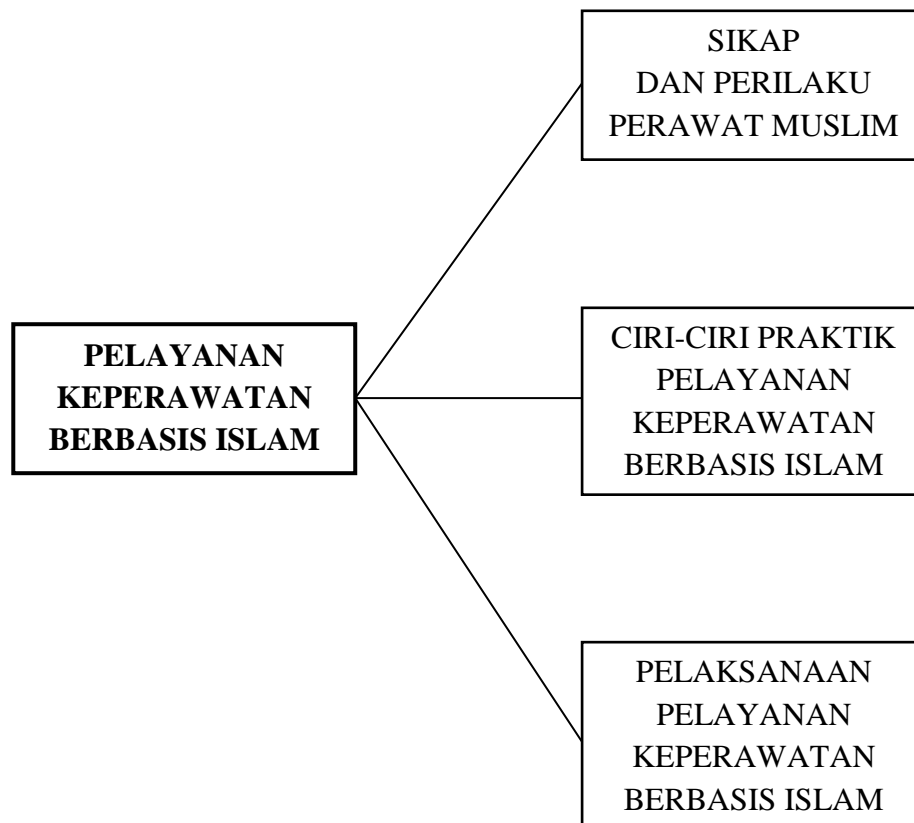 SIKAP
DAN PERILAKU
PERAWAT MUSLIM
PELAYANAN
KEPERAWATAN
BERBASIS ISLAM
CIRI-CIRI PRAKTIK
PELAYANAN
KEPERAWATAN
BERBASIS ISLAM
PELAKSANAAN
PELAYANAN
KEPERAWATAN
BERBASIS ISLAM